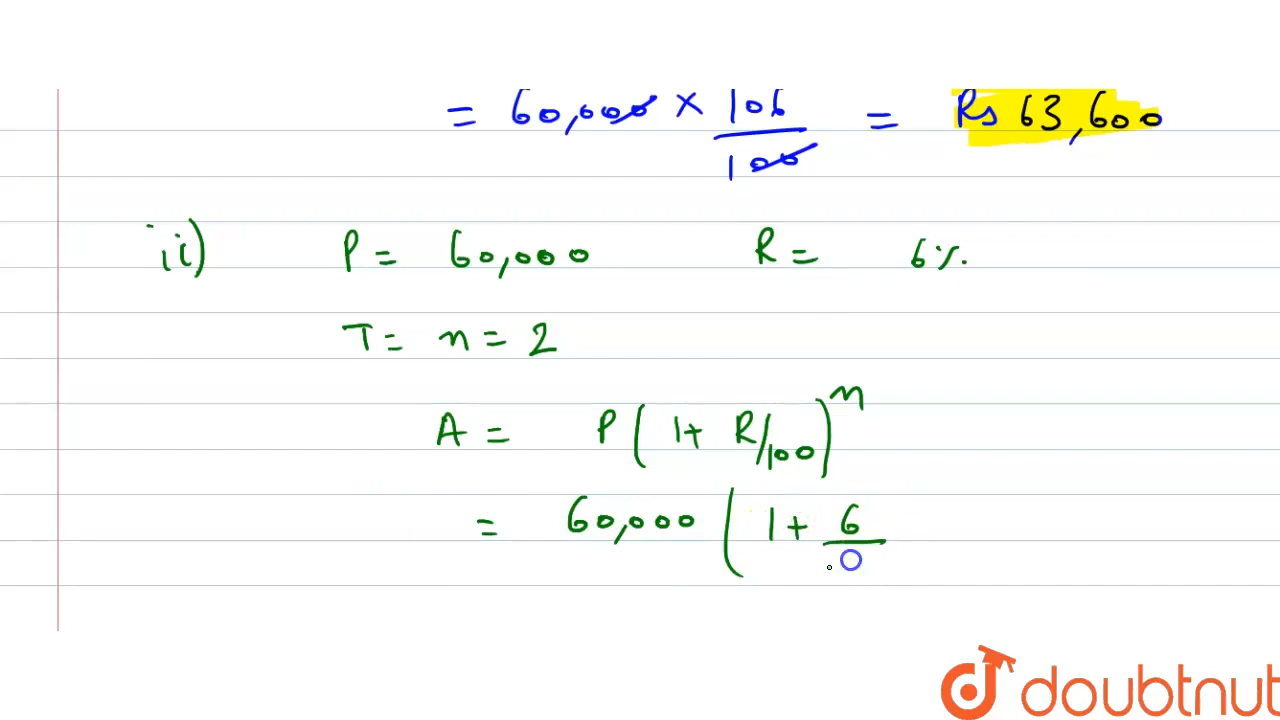 = 60,000 × 106/100 = Rs 63,600
ii) P = 60,000 R = 6%.
T = n = 2
A = P ( 1 + R/100 )^n
= 60,000 ( 1 + 6
doubtnut